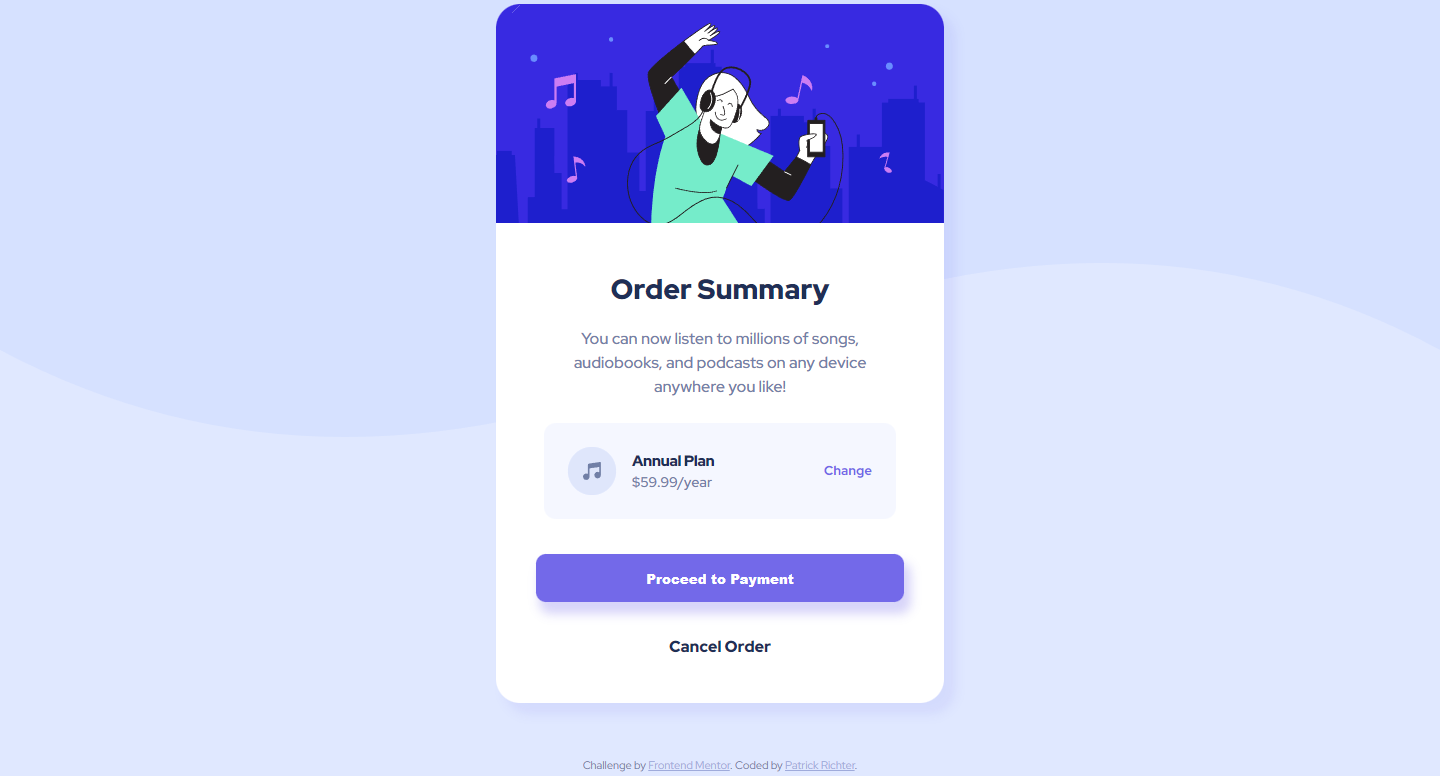 Order Summary
You can now listen to millions of songs,
audiobooks, and podcasts on any device
anywhere you like!
Annual Plan
$59.99/year
Change
Proceed to Payment
Cancel Order
Challenge by Frontend Mentor. Coded by Patrick Richter.